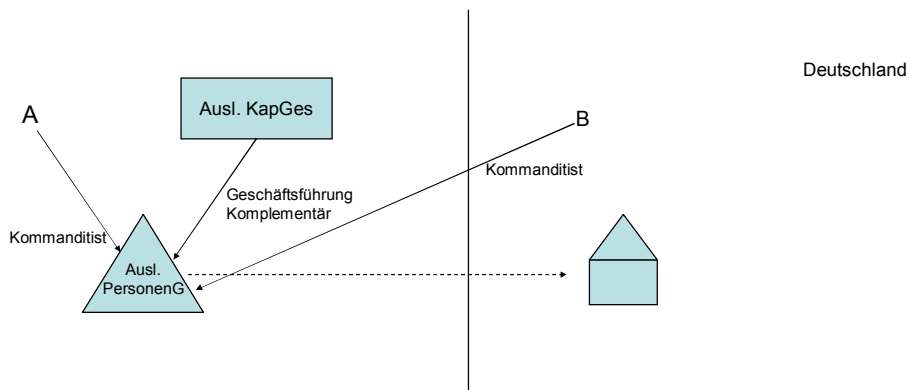 Deutschland
Ausl. KapGes
A
B
Kommanditist
Geschäftsführung
Komplementär
Kommanditist
Ausl.
PersonenG